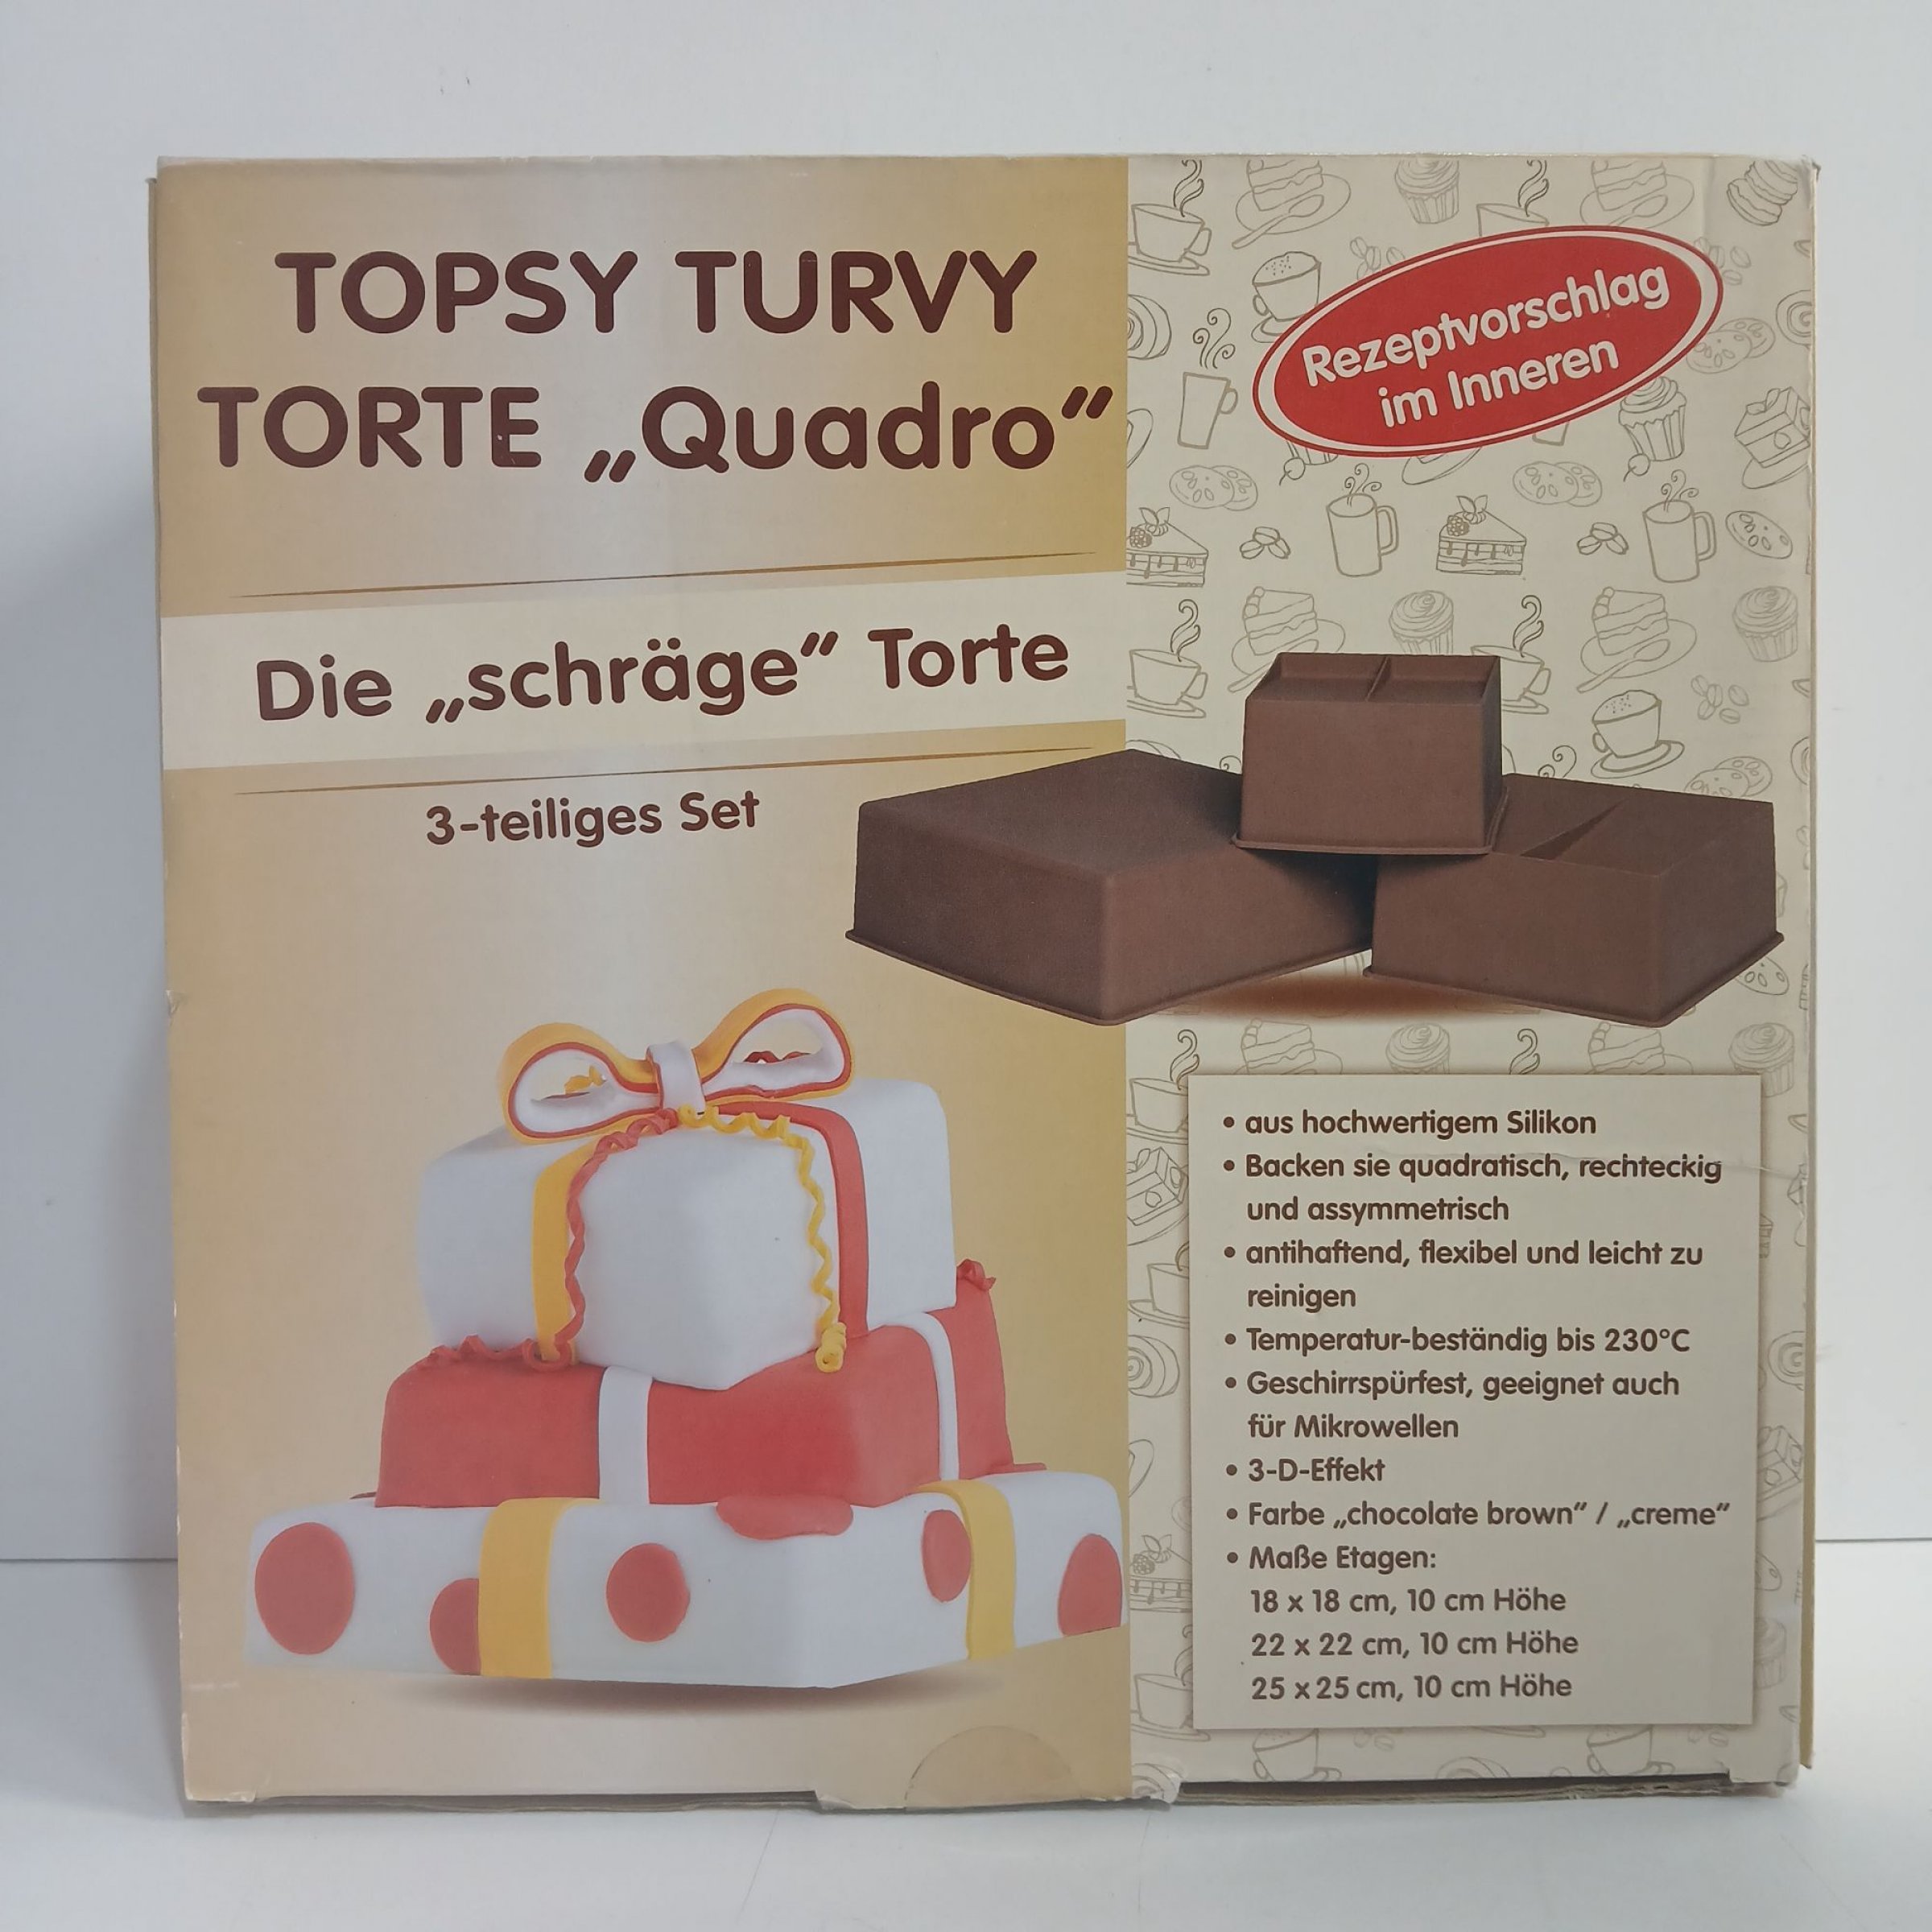 TOPSY TURVY
TORTE „Quadro“
Die „schräge“ Torte
3-teiliges Set
Rezeptvorschlag
im Inneren
• aus hochwertigem Silikon
• Backen sie quadratisch, rechteckig
und assymmetrisch
• antihaftend, flexibel und leicht zu
reinigen
• Temperatur-beständig bis 230°C
• Geschirrspürfest, geeignet auch
für Mikrowellen
• 3-D-Effekt
• Farbe „chocolate brown“ / „creme“
• Maße Etagen:
18 x 18 cm, 10 cm Höhe
22 x 22 cm, 10 cm Höhe
25 x 25 cm, 10 cm Höhe